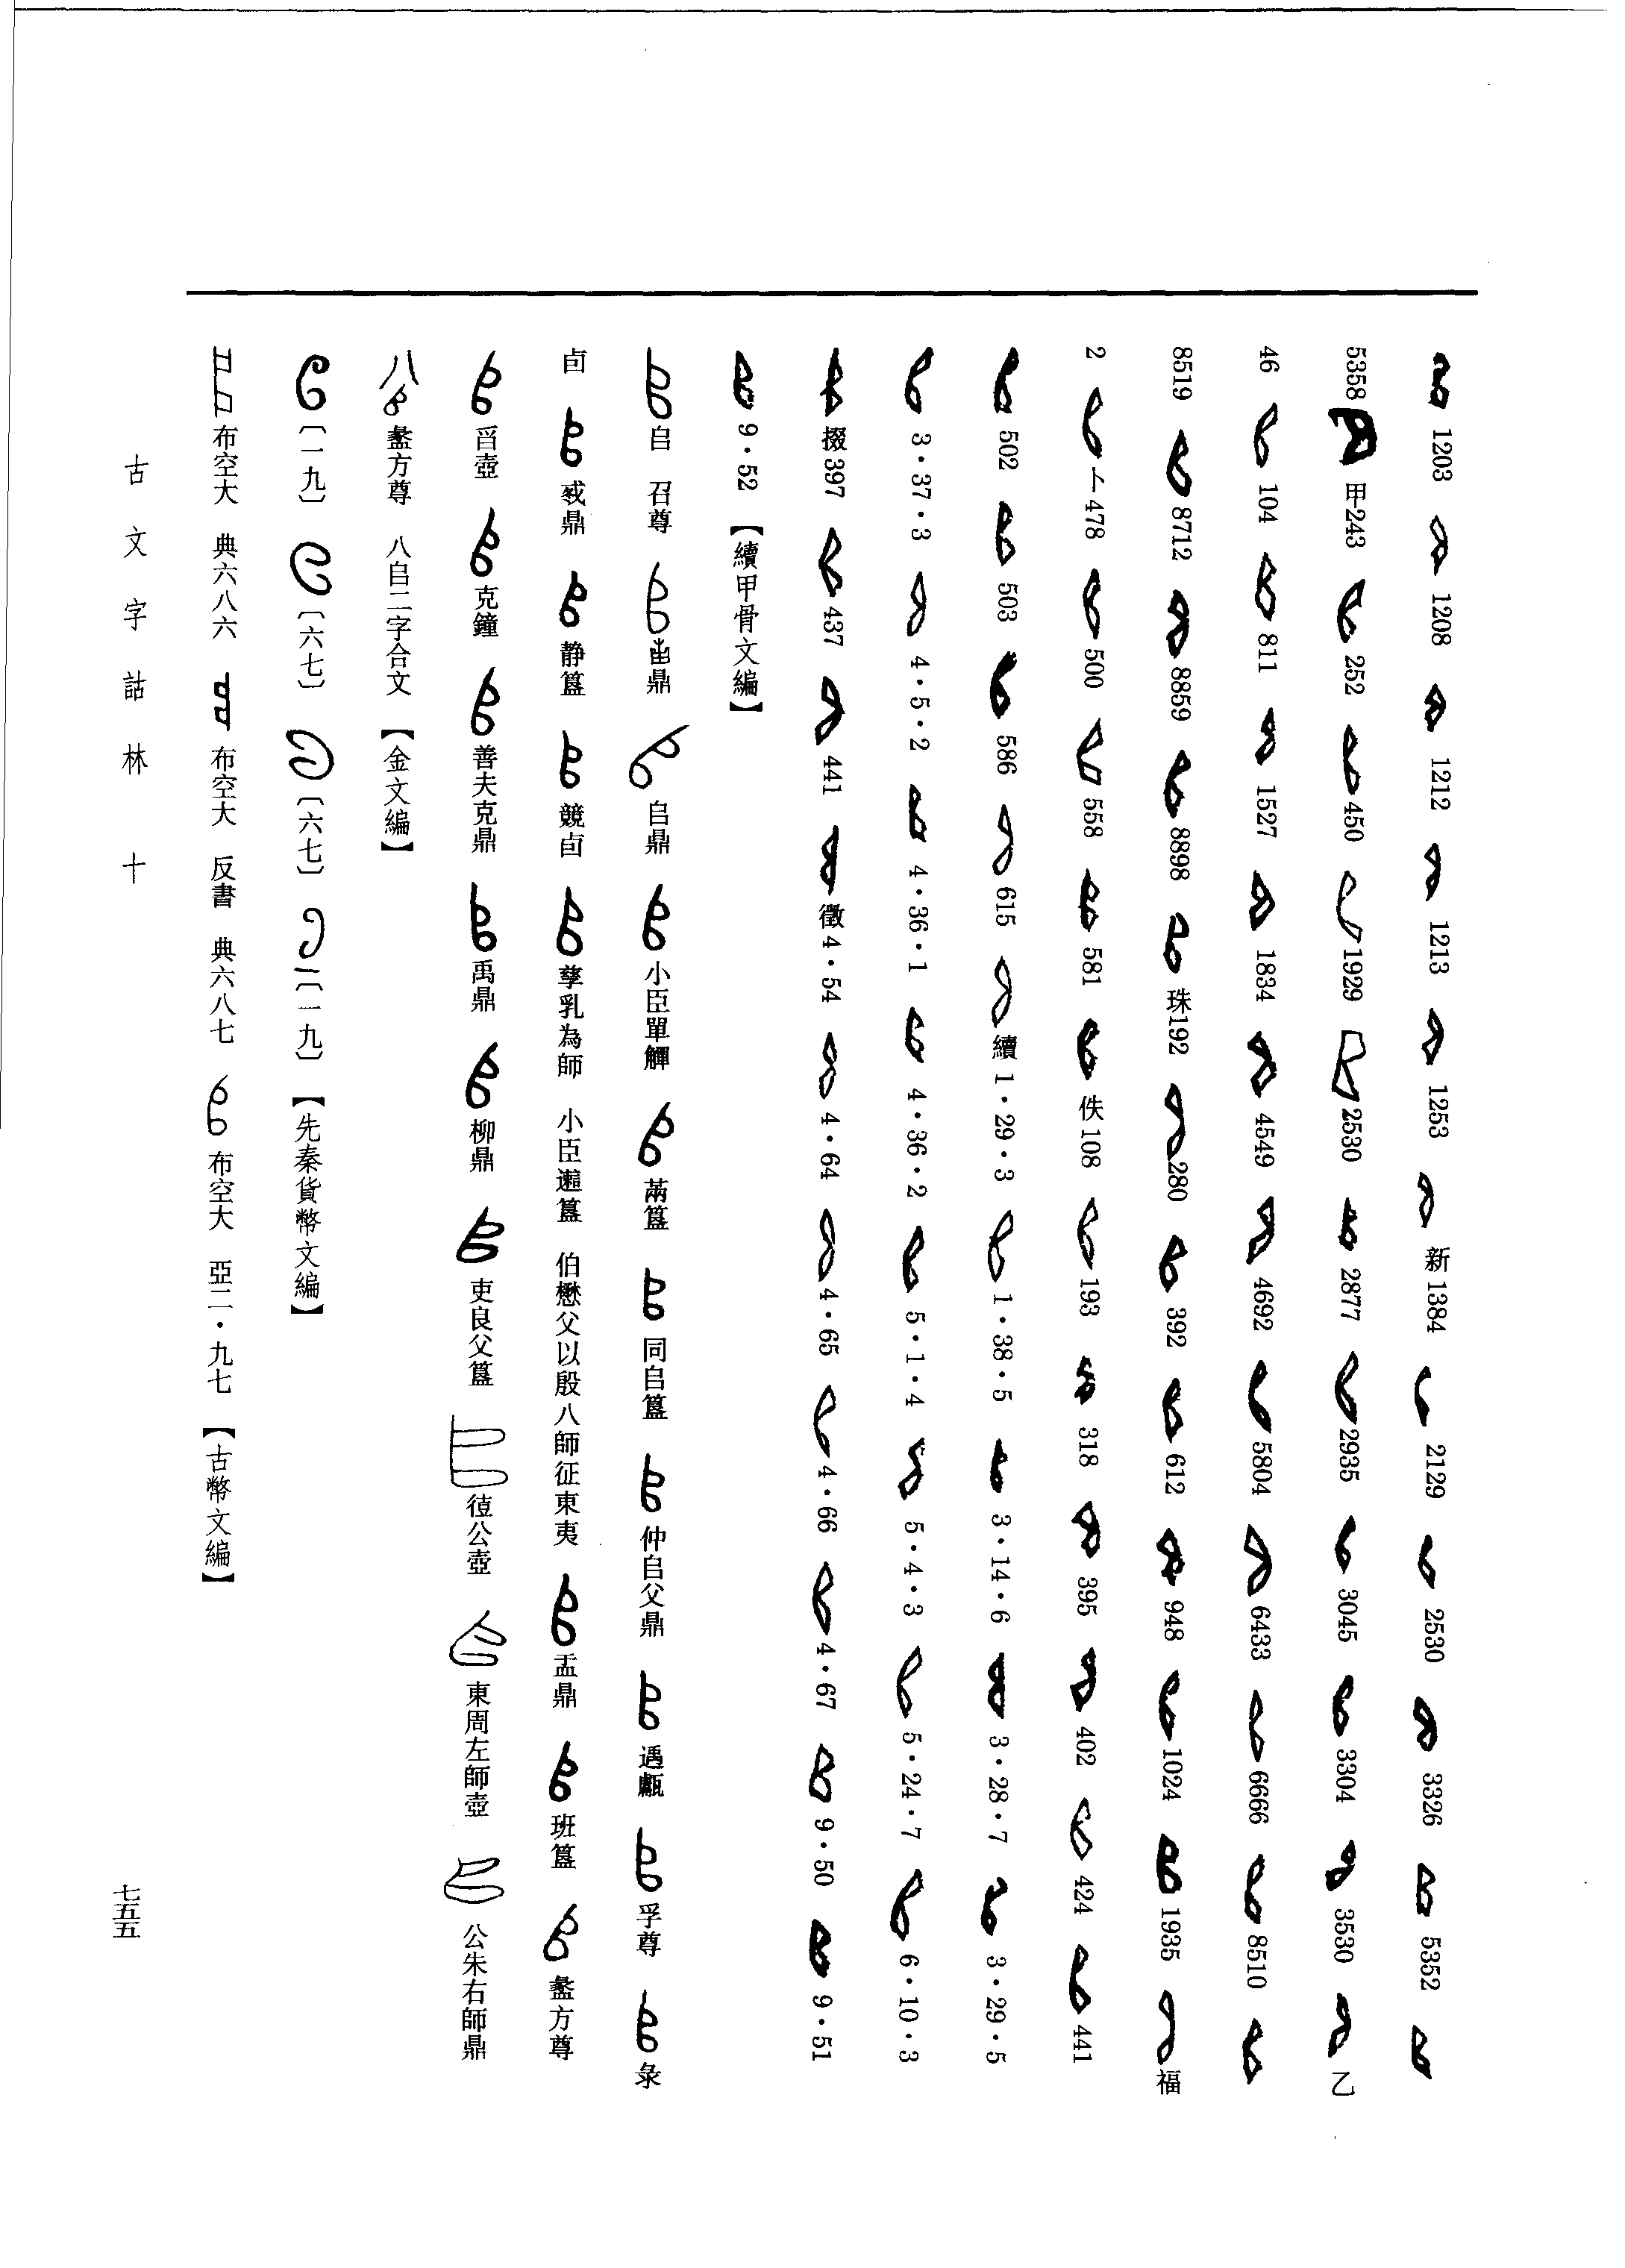 1203 1208 1212 1213 1253 新1384 2129 2530 3326 5352
5358 甲243 252 450 1929 2530 2877 2935 3045 3304 3530 乙
46 104 811 1527 1834 4549 4692 5804 6433 6666 8510
8519 8712 8859 8898 珠192 280 392 612 948 1024 1935 福
2 卜478 500 558 581 佚108 193 318 395 402 424 441
502 503 586 615 續1·29·3 1·38·5 3·14·6 3·28·7 3·29·5
3·37·3 4·5·2 4·36·1 4·36·2 5·1·4 5·4·3 5·24·7 6·10·3
掇397 437 441 徵4·54 4·64 4·65 4·66 4·67 9·50 9·51
9·52 【續甲骨文編】
𠂤 召尊 鼎 𠂤鼎 小臣單觶 㒼簋 同𠂤簋 仲𠂤父鼎 遇甗 孚尊 彔
卣 㦰鼎 静簋 競卣 孳乳為師 小臣𬨎簋 伯懋父以殷八師征東夷 盂鼎 班簋 盠方尊
壺 克鐘 善夫克鼎 禹鼎 柳鼎 吏良父簋 公壺 東周左師壺 公朱右師鼎
盠方尊 八𠂤二字合文 【金文編】
〔一九〕 〔六七〕 〔六七〕 二〔一九〕 【先秦貨幣文編】
布空大 典六八六 布空大 反書 典六八七 布空大 亞二·九七 【古幣文編】
古文字詁林 十
七五五